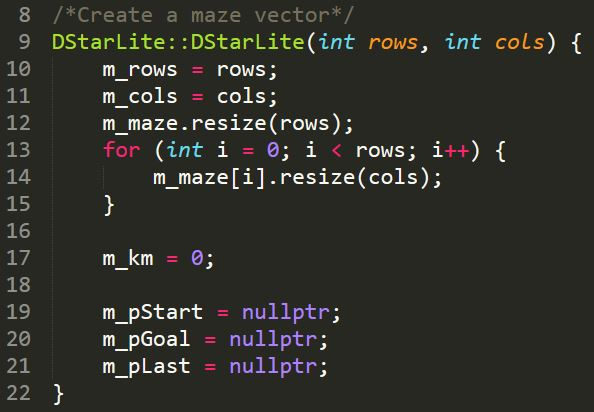 8 /*Create a maze vector*/
9 DStarLite::DStarLite(int rows, int cols) {
10     m_rows = rows;
11     m_cols = cols;
12     m_maze.resize(rows);
13     for (int i = 0; i < rows; i++) {
14         m_maze[i].resize(cols);
15     }
16
17     m_km = 0;
18
19     m_pStart = nullptr;
20     m_pGoal = nullptr;
21     m_pLast = nullptr;
22 }